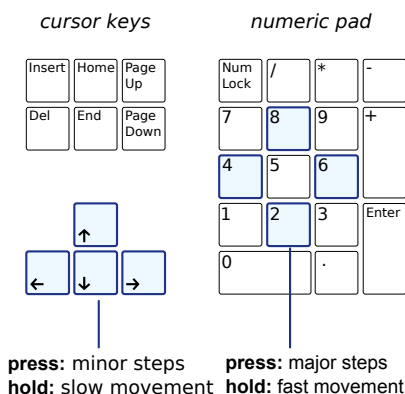 cursor keys
numeric pad
Insert Home Page Up
Del End Page Down
↑
← ↓ →
Num Lock / * -
7 8 9 +
4 5 6
1 2 3 Enter
0 .
press: minor steps
hold: slow movement
press: major steps
hold: fast movement